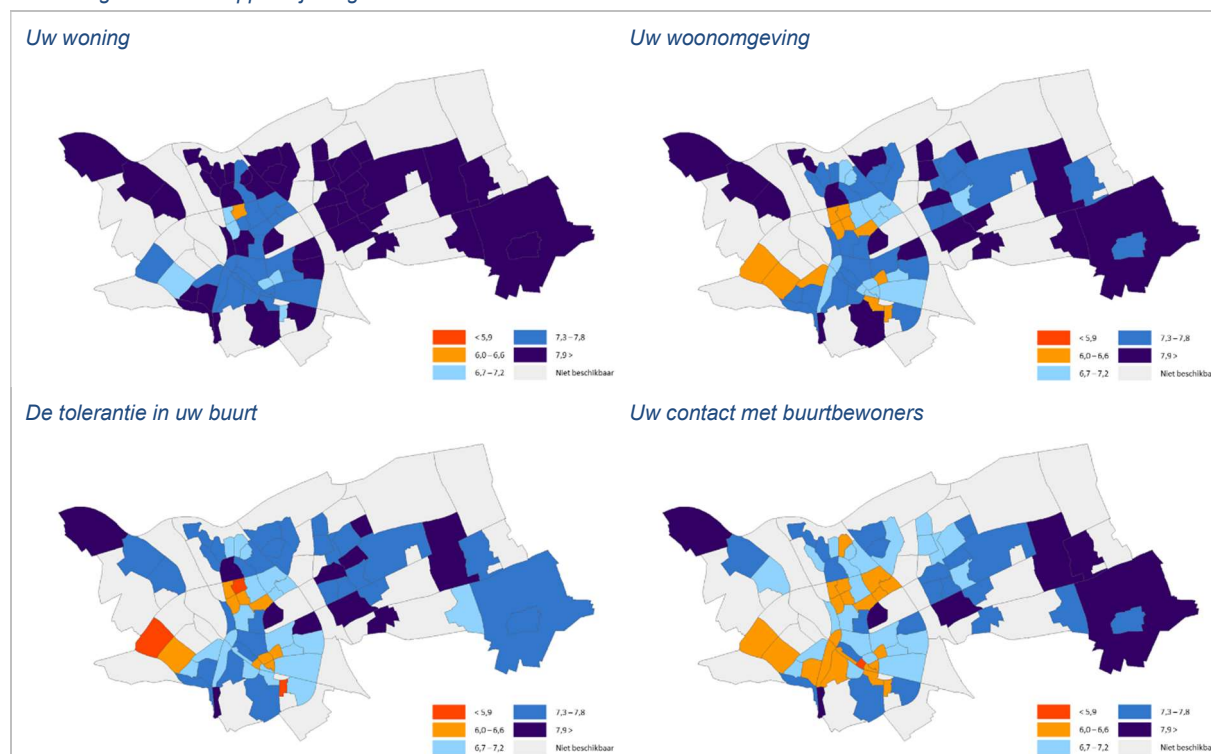 Uw woning
Uw woonomgeving
< 5,9
7,3 – 7,8
6,0 – 6,6
7,9 >
6,7 – 7,2
Niet beschikbaar
< 5,9
7,3 – 7,8
6,0 – 6,6
7,9 >
6,7 – 7,2
Niet beschikbaar
De tolerantie in uw buurt
Uw contact met buurtbewoners
< 5,9
7,3 – 7,8
6,0 – 6,6
7,9 >
6,7 – 7,2
Niet beschikbaar
< 5,9
7,3 – 7,8
6,0 – 6,6
7,9 >
6,7 – 7,2
Niet beschikbaar